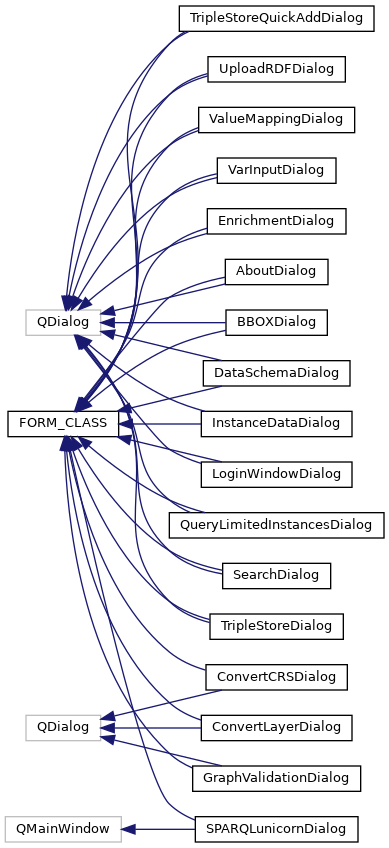 TripleStoreQuickAddDialog
UploadRDFDialog
ValueMappingDialog
VarInputDialog
EnrichmentDialog
AboutDialog
QDialog
BBOXDialog
DataSchemaDialog
FORM_CLASS
InstanceDataDialog
LoginWindowDialog
QueryLimitedInstancesDialog
SearchDialog
TripleStoreDialog
ConvertCRSDialog
QDialog
ConvertLayerDialog
GraphValidationDialog
QMainWindow
SPARQLunicornDialog